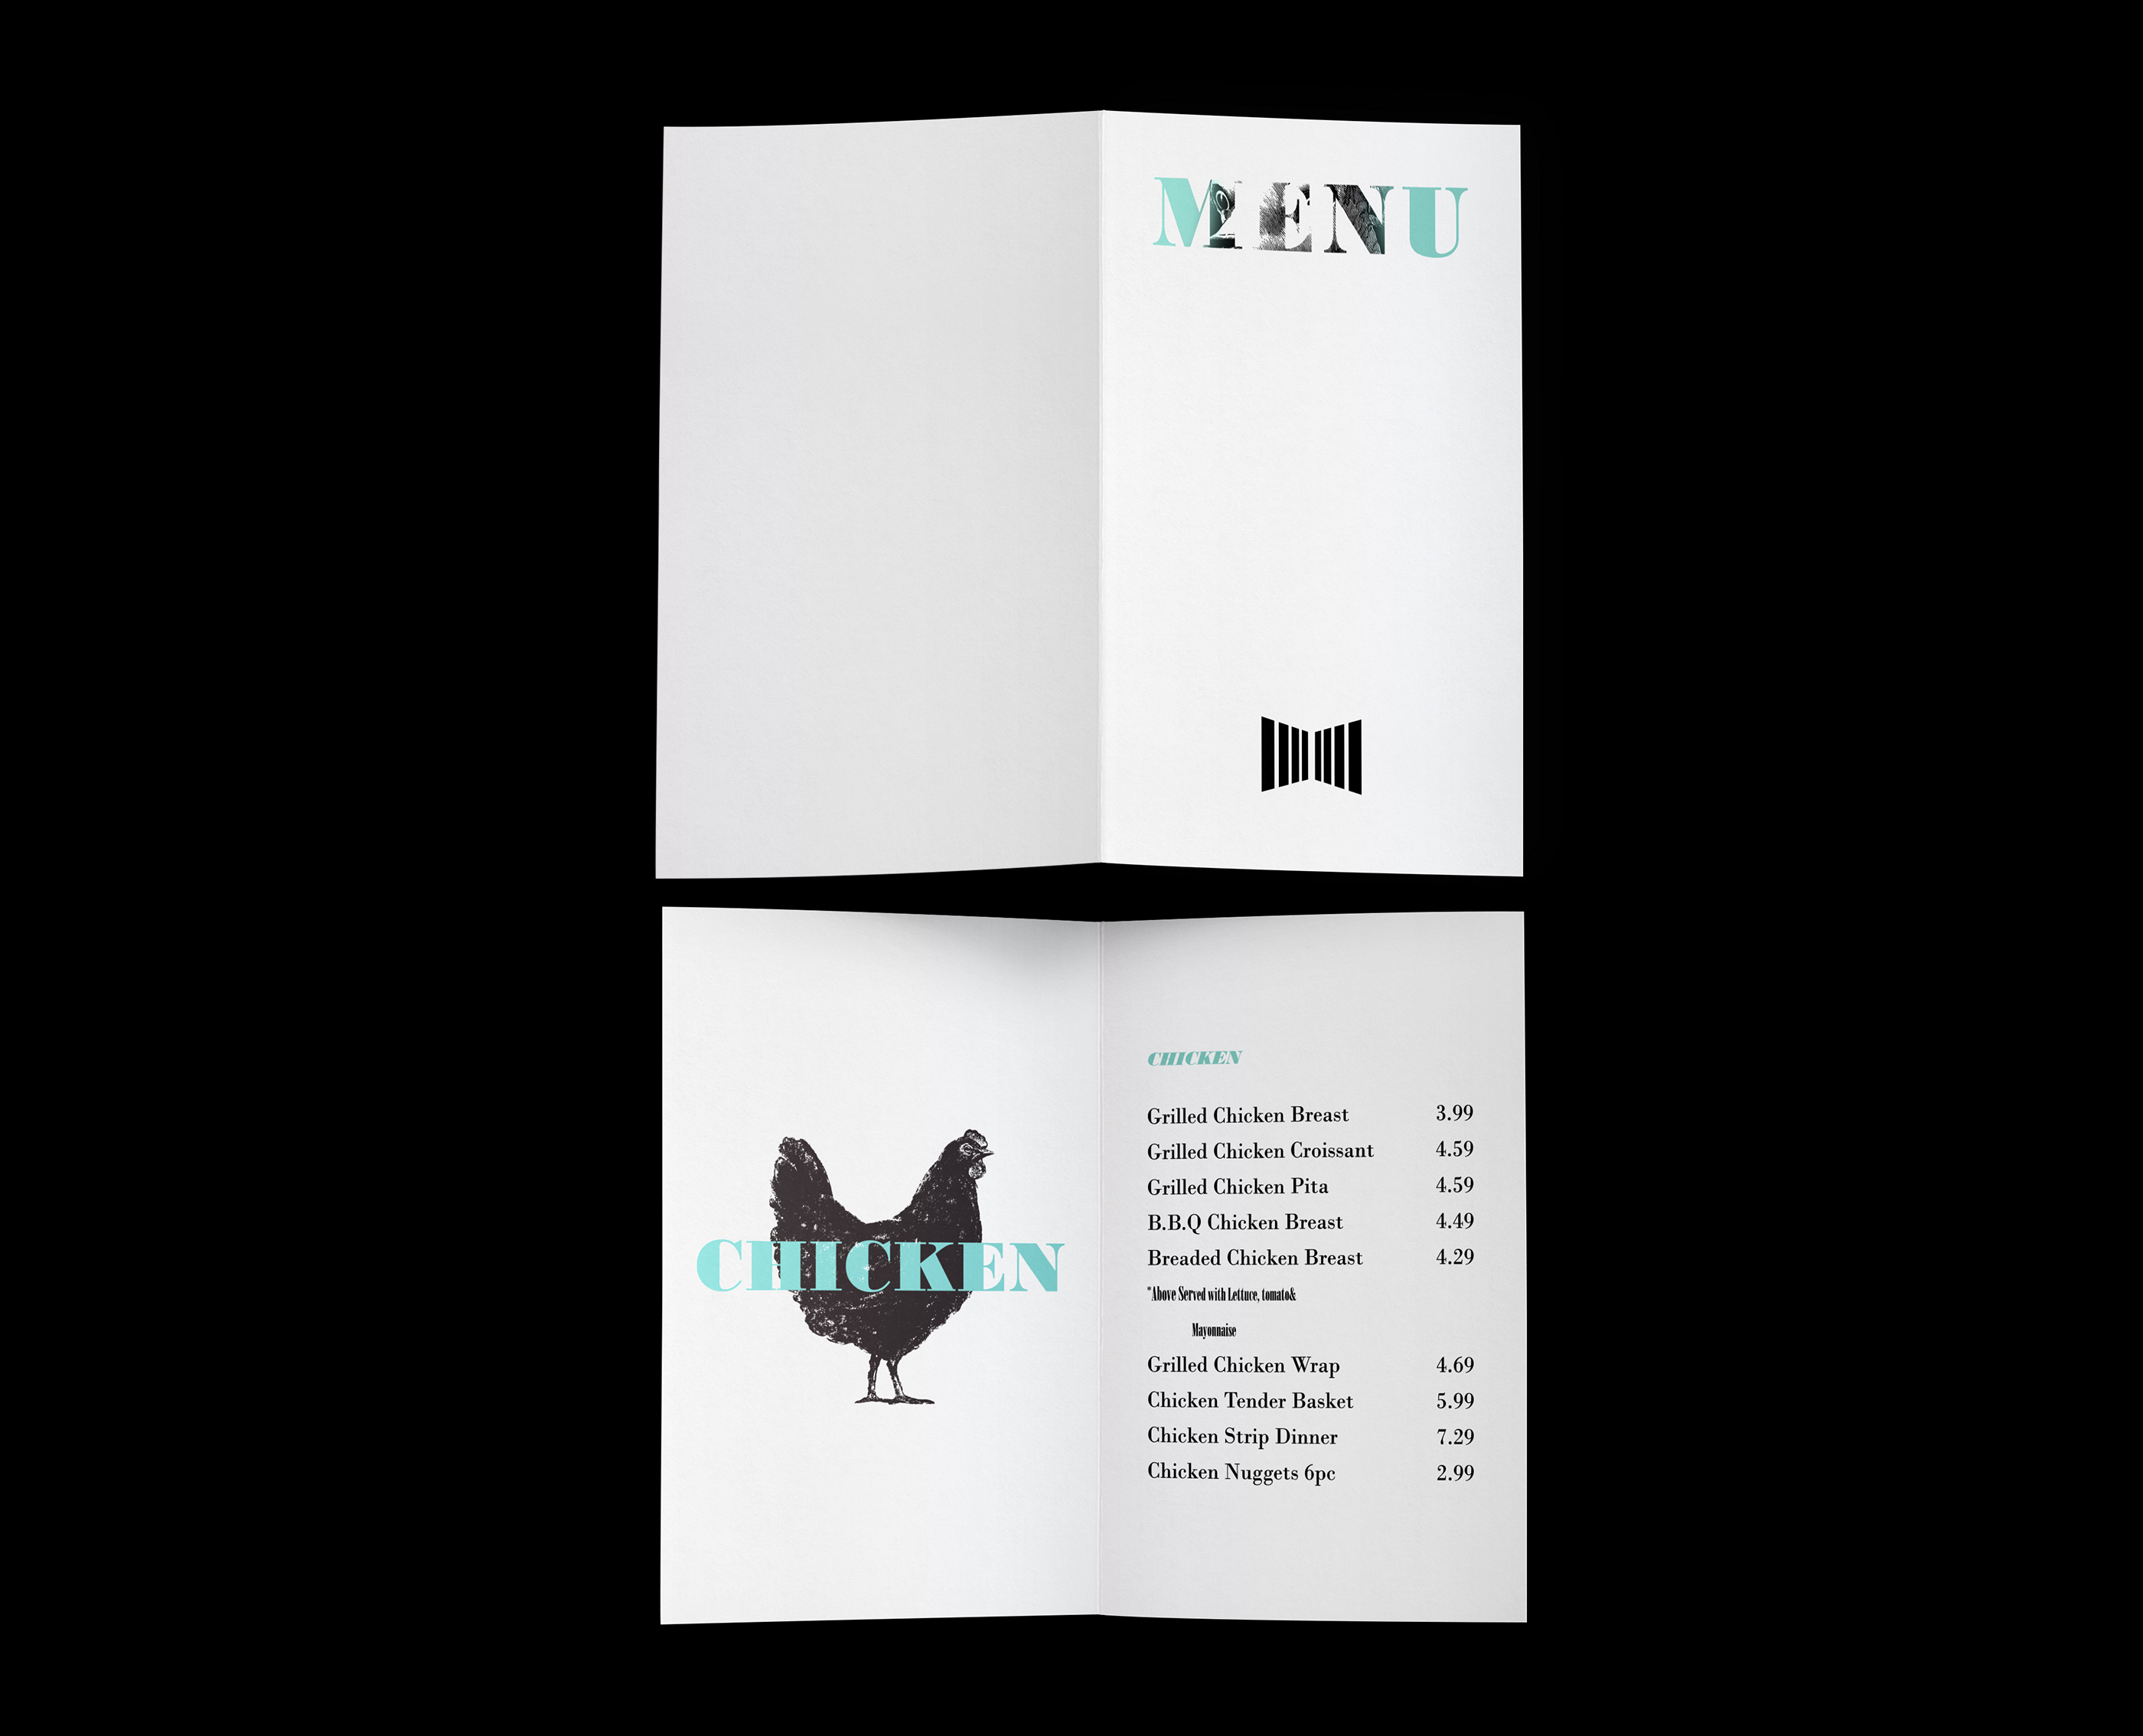 MENU
CHICKEN
CHICKEN
Grilled Chicken Breast 3.99
Grilled Chicken Croissant 4.59
Grilled Chicken Pita 4.59
B.B.Q Chicken Breast 4.49
Breaded Chicken Breast 4.29
*Above Served with Lettuce, tomato&
Mayonnaise
Grilled Chicken Wrap 4.69
Chicken Tender Basket 5.99
Chicken Strip Dinner 7.29
Chicken Nuggets 6pc 2.99